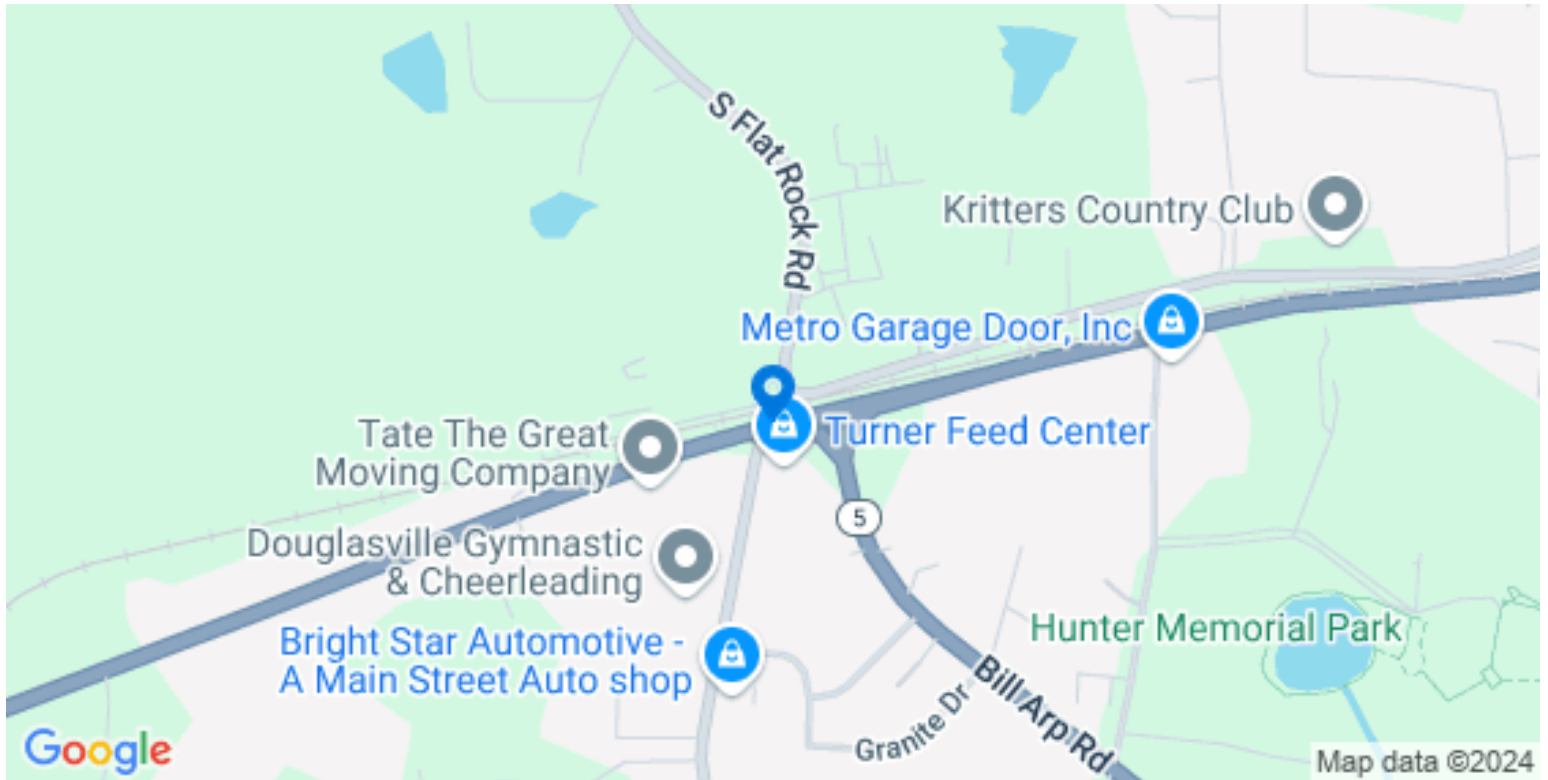 S Flat Rock Rd
Kritters Country Club
Metro Garage Door, Inc
Turner Feed Center
Tate The Great
Moving Company
5
Douglasville Gymnastic
& Cheerleading
Hunter Memorial Park
Bright Star Automotive -
A Main Street Auto shop
Bill Arp Rd
Granite Dr
Google
Map data ©2024